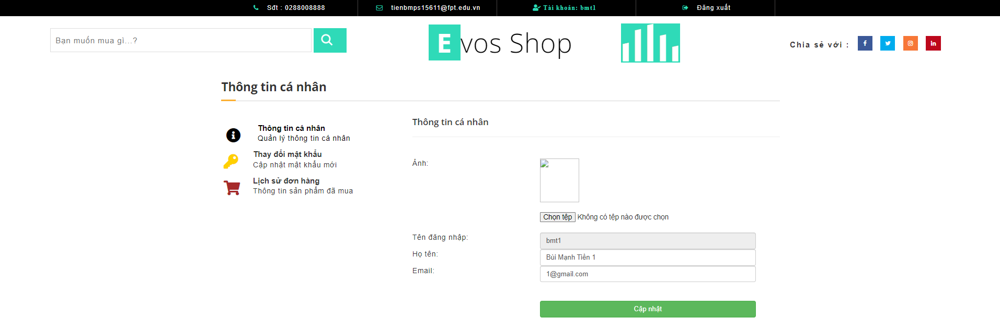 Sđt : 0288008888
tienbmps15611@fpt.edu.vn
Tài khoản: bmt1
Đăng xuất
Bạn muốn mua gì...?
Evos Shop
Chia sẻ với :
Thông tin cá nhân
Thông tin cá nhân
Quản lý thông tin cá nhân
Thay đổi mật khẩu
Cập nhật mật khẩu mới
Lịch sử đơn hàng
Thông tin sản phẩm đã mua
Thông tin cá nhân
Ảnh:
Chọn tệp Không có tệp nào được chọn
Tên đăng nhập: bmt1
Họ tên: Bùi Mạnh Tiến 1
Email: 1@gmail.com
Cập nhật